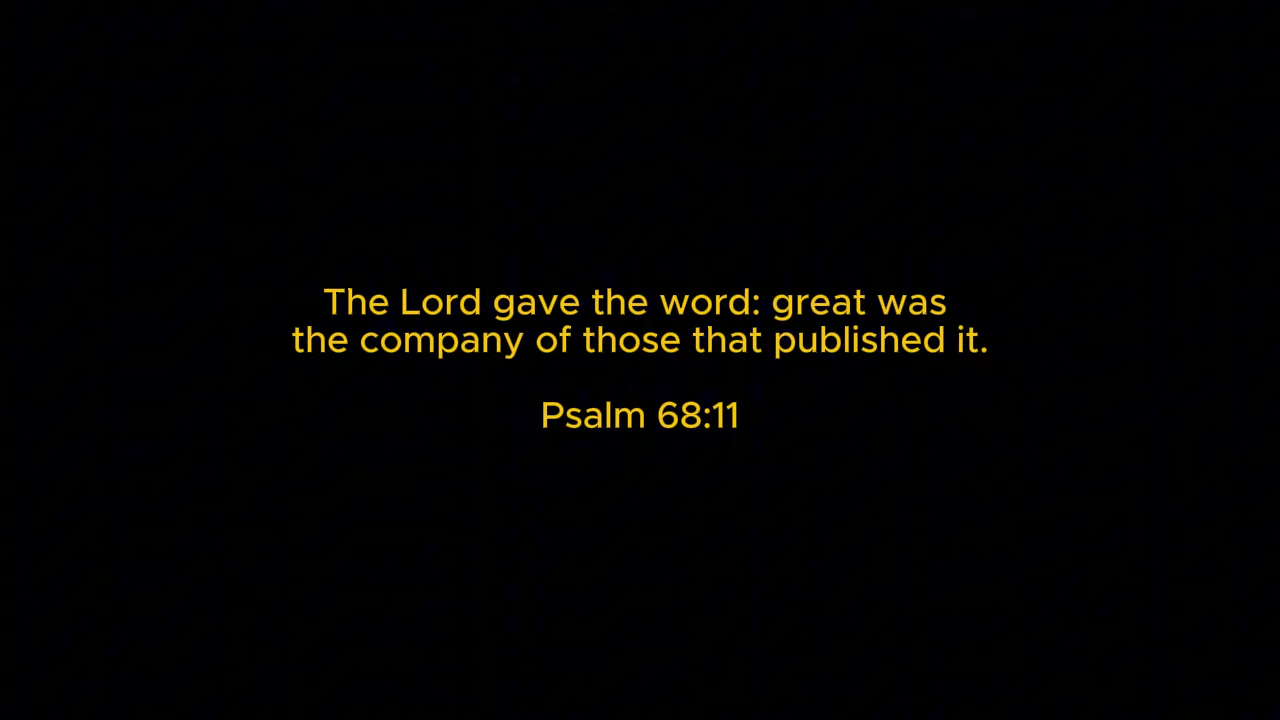 The Lord gave the word: great was
the company of those that published it.
Psalm 68:11